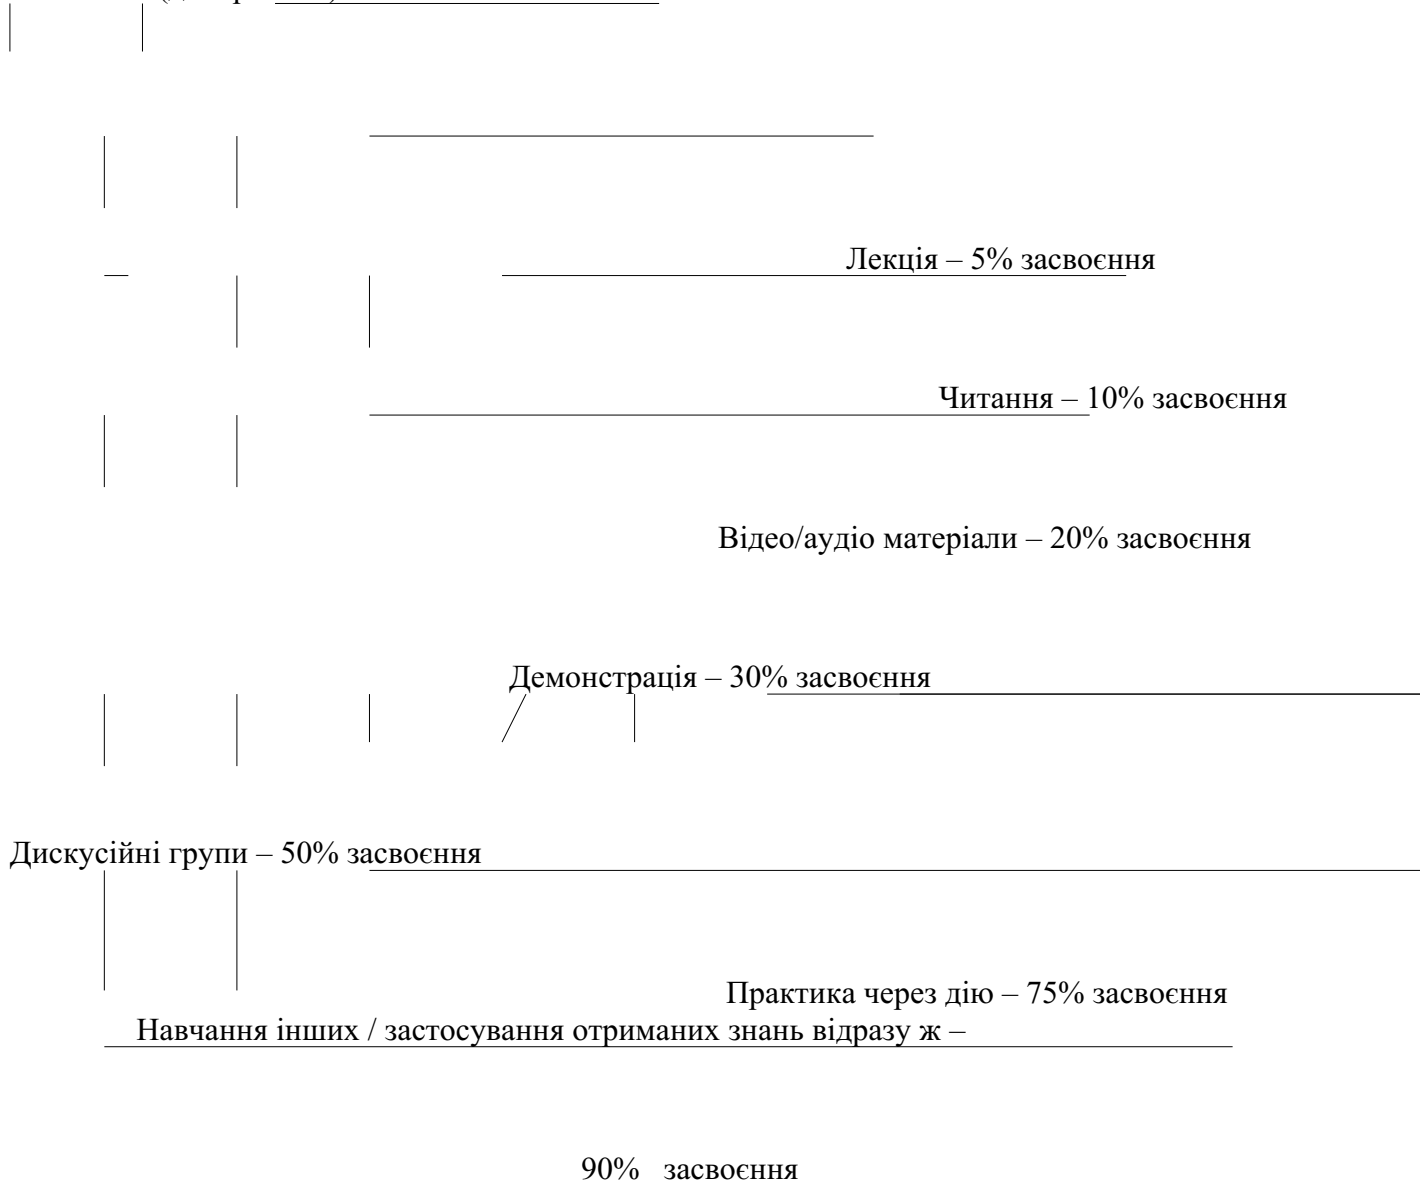 Лекція – 5% засвоєння
Читання – 10% засвоєння
Відео/аудіо матеріали – 20% засвоєння
Демонстрація – 30% засвоєння
Дискусійні групи – 50% засвоєння
Практика через дію – 75% засвоєння
Навчання інших / застосування отриманих знань відразу ж –
90% засвоєння